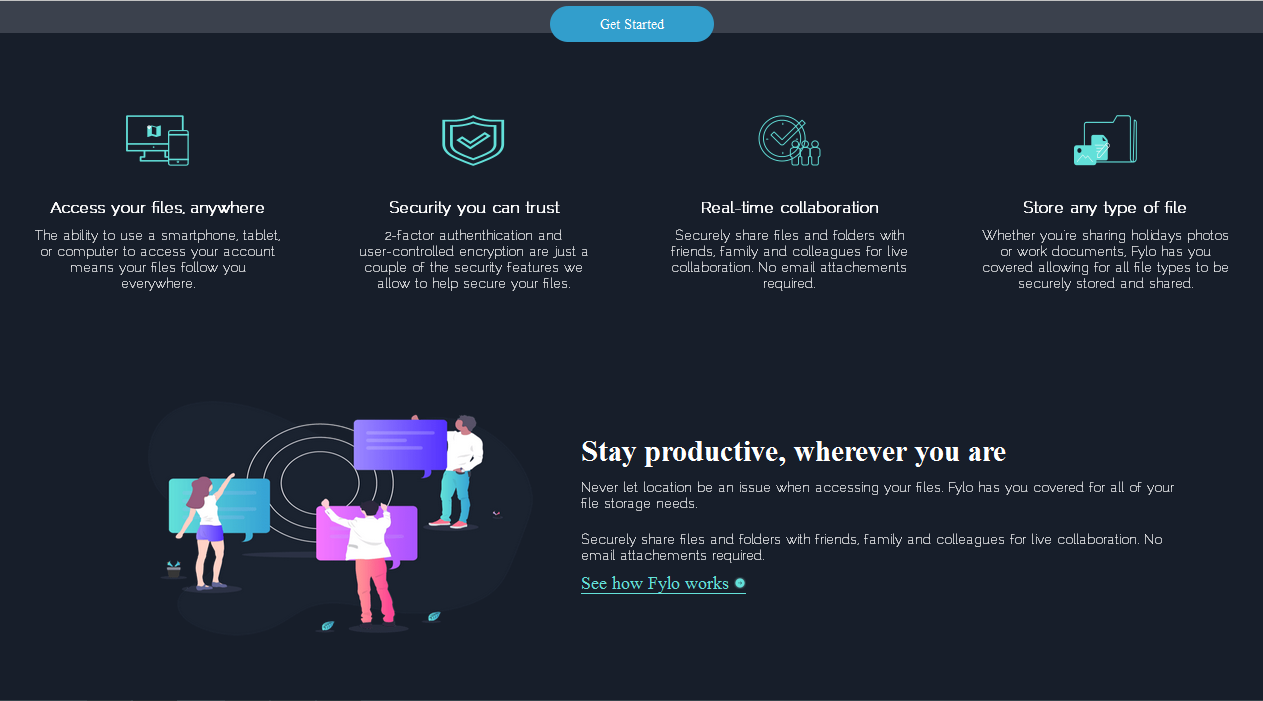 Get Started
Access your files, anywhere
The ability to use a smartphone, tablet,
or computer to access your account
means your files follow you
everywhere.
Security you can trust
2-factor authenthication and
user-controlled encryption are just a
couple of the security features we
allow to help secure your files.
Real-time collaboration
Securely share files and folders with
friends, family and colleagues for live
collaboration. No email attachements
required.
Store any type of file
Whether you're sharing holidays photos
or work documents, Fylo has you
covered allowing for all file types to be
securely stored and shared.
Stay productive, wherever you are
Never let location be an issue when accessing your files. Fylo has you covered for all of your
file storage needs.
Securely share files and folders with friends, family and colleagues for live collaboration. No
email attachements required.
See how Fylo works